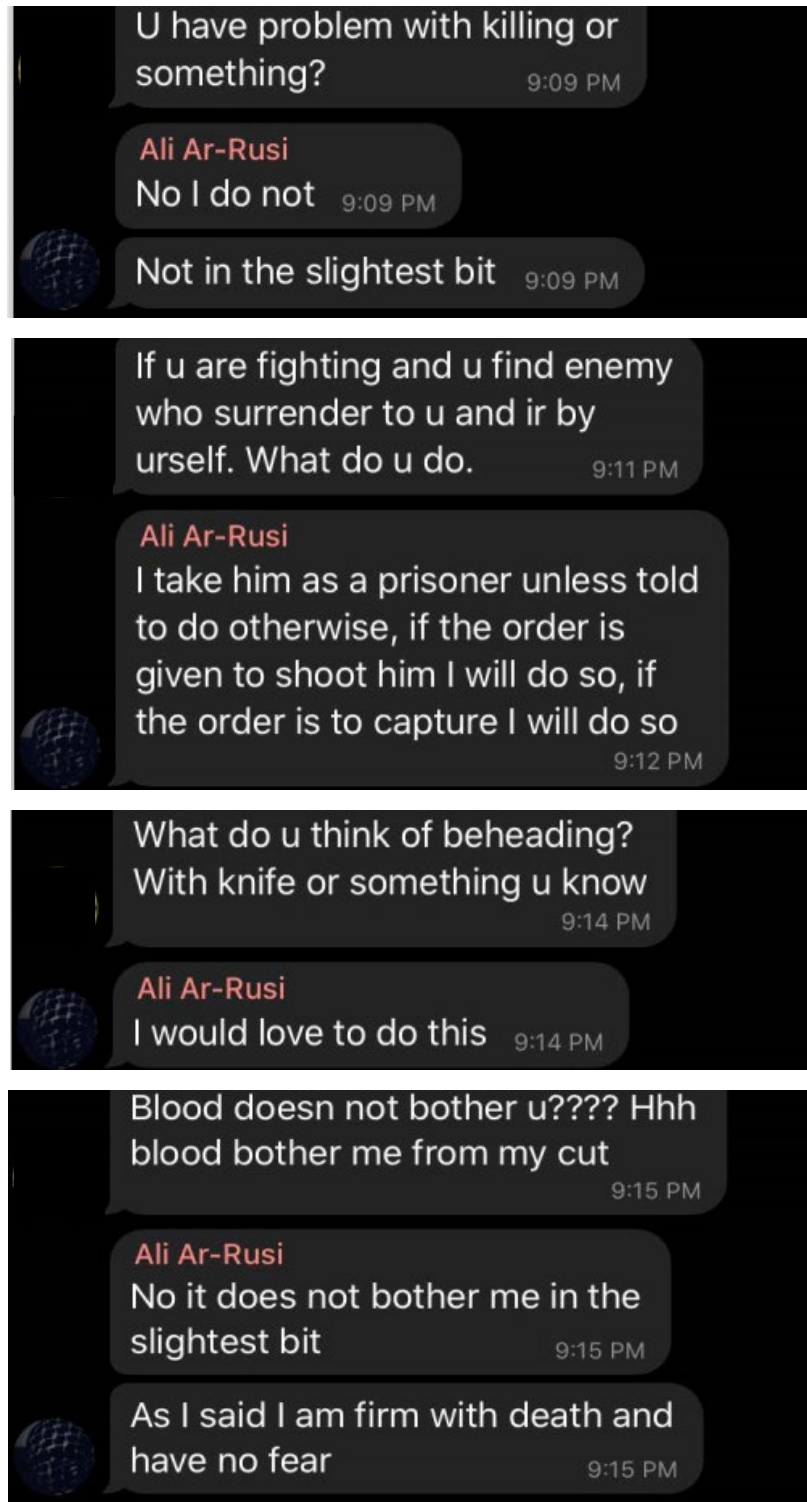 U have problem with killing or
something? 9:09 PM
Ali Ar-Rusi
No I do not 9:09 PM
Not in the slightest bit 9:09 PM
If u are fighting and u find enemy
who surrender to u and ir by
urself. What do u do. 9:11 PM
Ali Ar-Rusi
I take him as a prisoner unless told
to do otherwise, if the order is
given to shoot him I will do so, if
the order is to capture I will do so
9:12 PM
What do u think of beheading?
With knife or something u know
9:14 PM
Ali Ar-Rusi
I would love to do this 9:14 PM
Blood doesn not bother u???? Hhh
blood bother me from my cut
9:15 PM
Ali Ar-Rusi
No it does not bother me in the
slightest bit 9:15 PM
As I said I am firm with death and
have no fear 9:15 PM